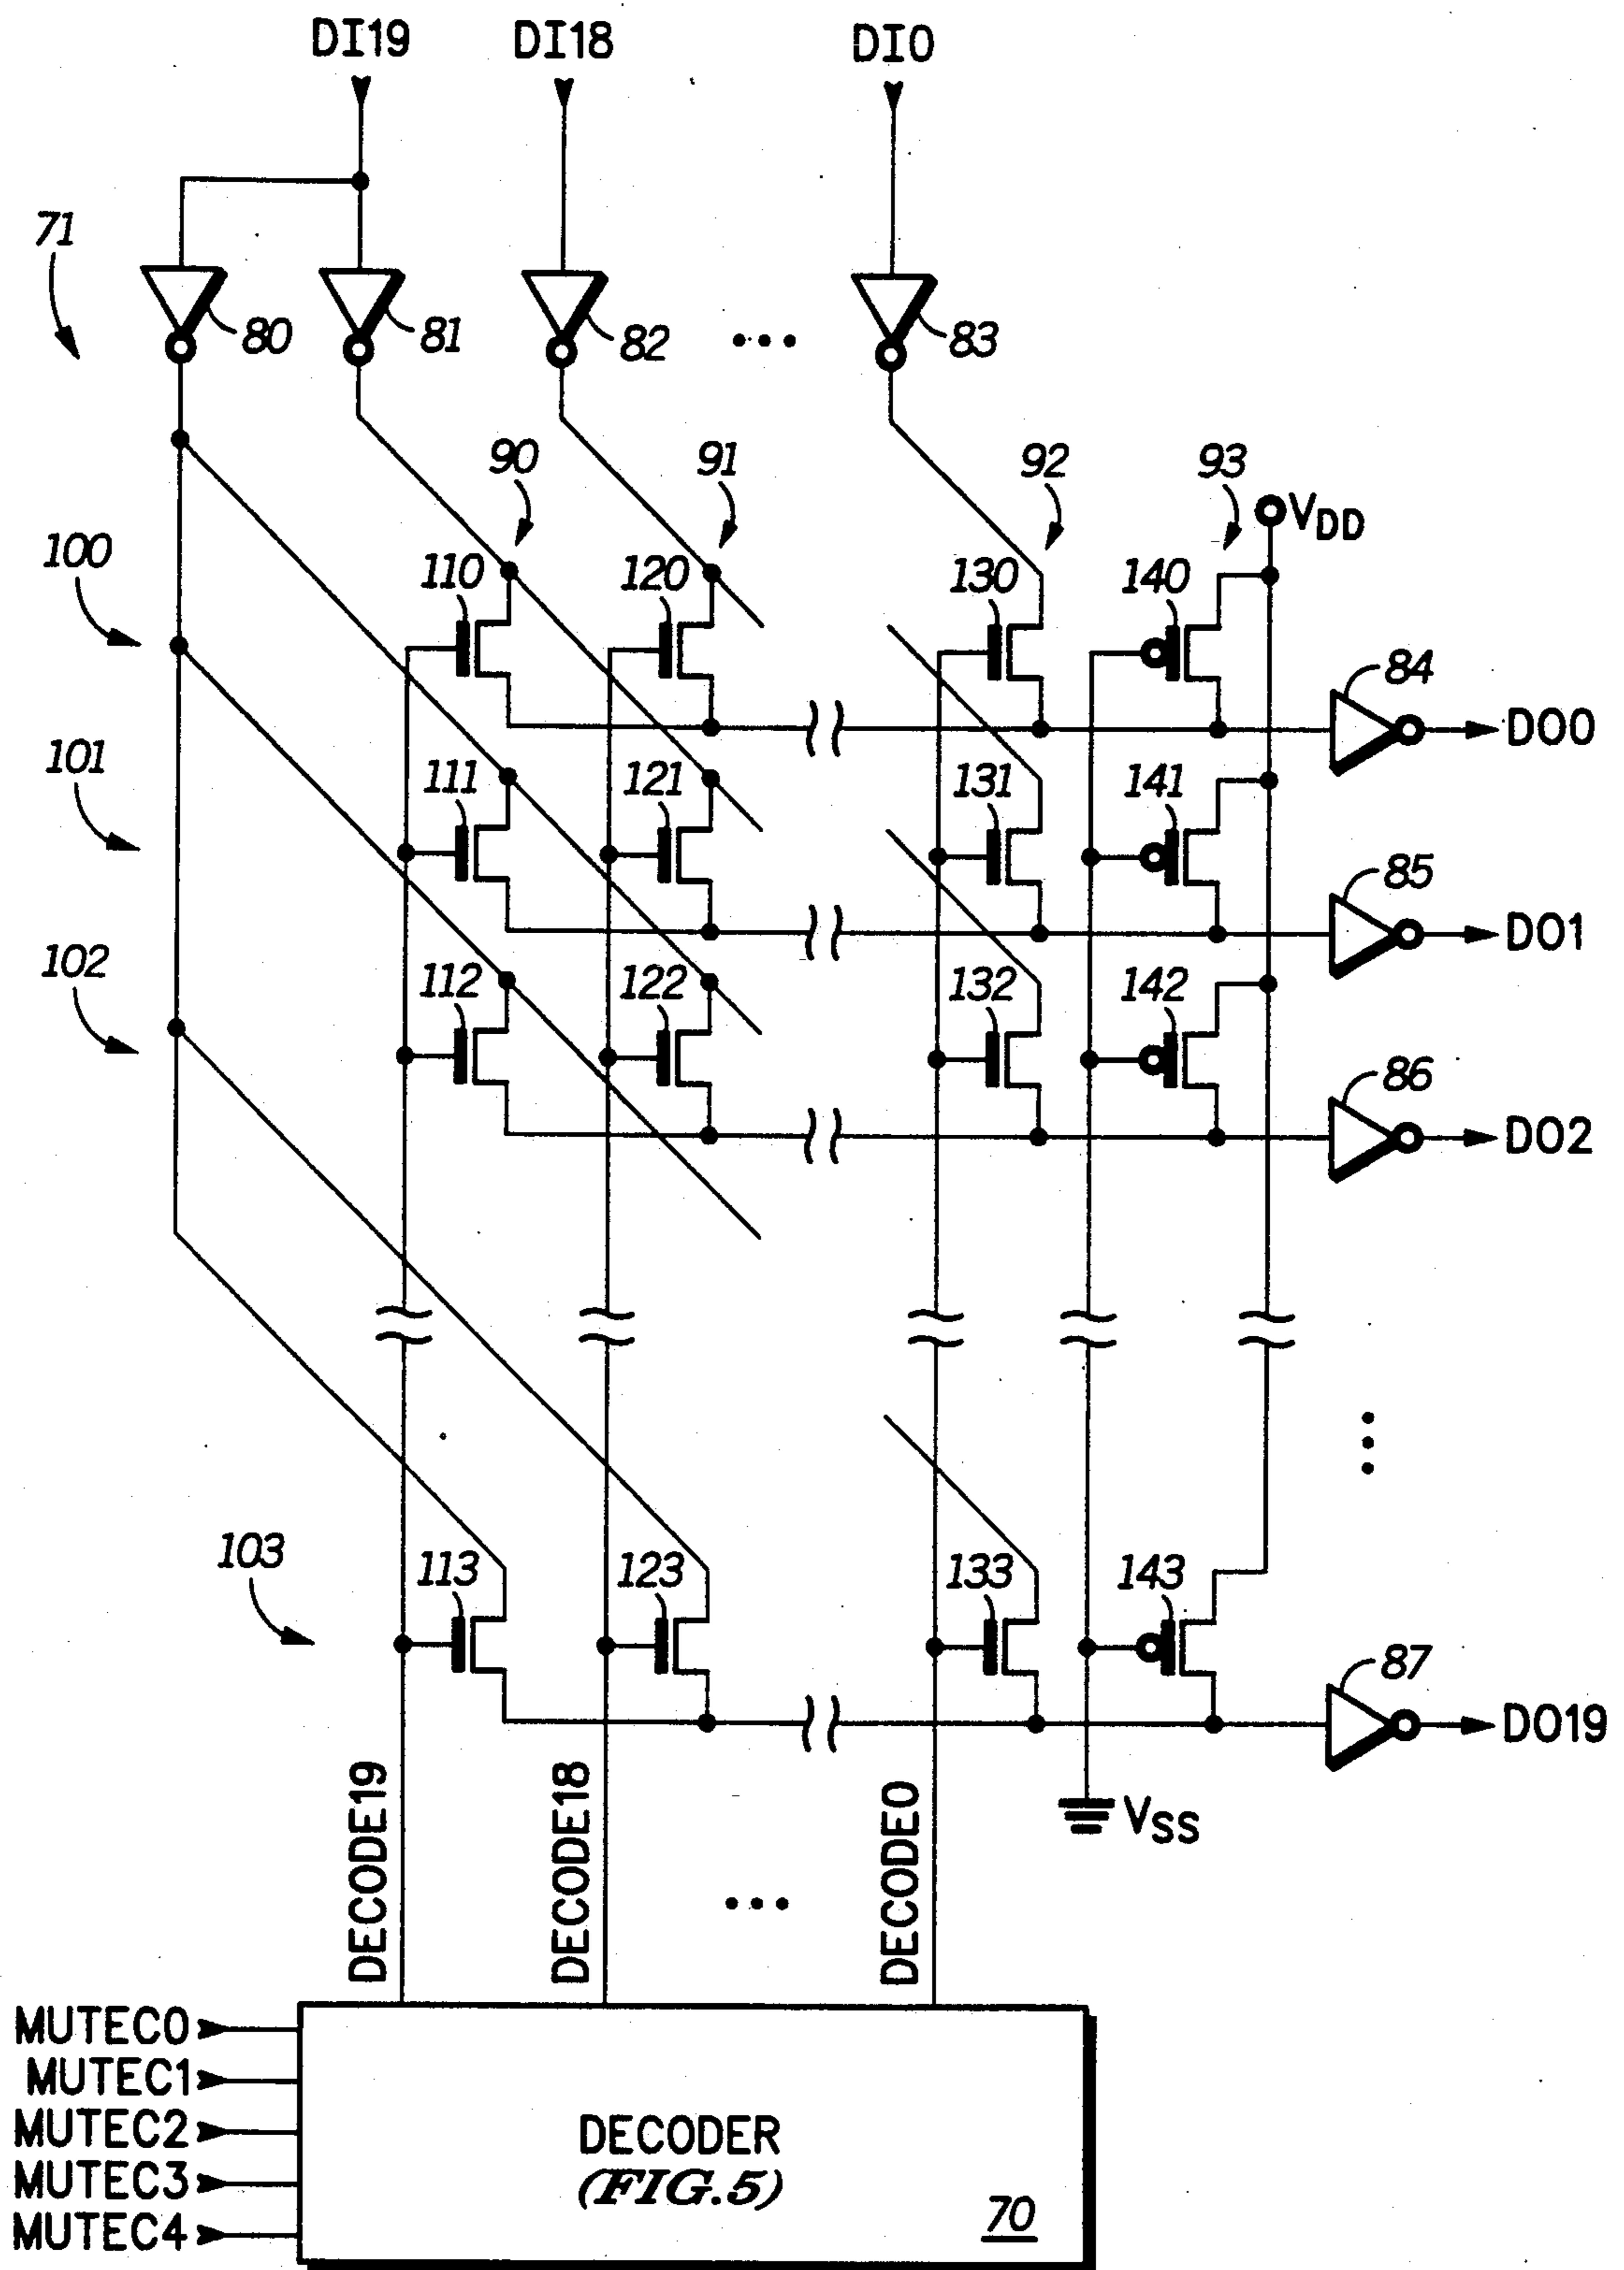 DI19 DI18 DI0
71
80 81 82 ... 83
90 91 92 93
V_DD
100 110 120 130 140
84 DO0
101 111 121 131 141
85 DO1
102 112 122 132 142
86 DO2
103 113 123 133 143
87 DO19
DECODE19 DECODE18 DECODE0
V_SS
...
MUTEC0
MUTEC1
MUTEC2
MUTEC3
MUTEC4
DECODER
(FIG.5)
70